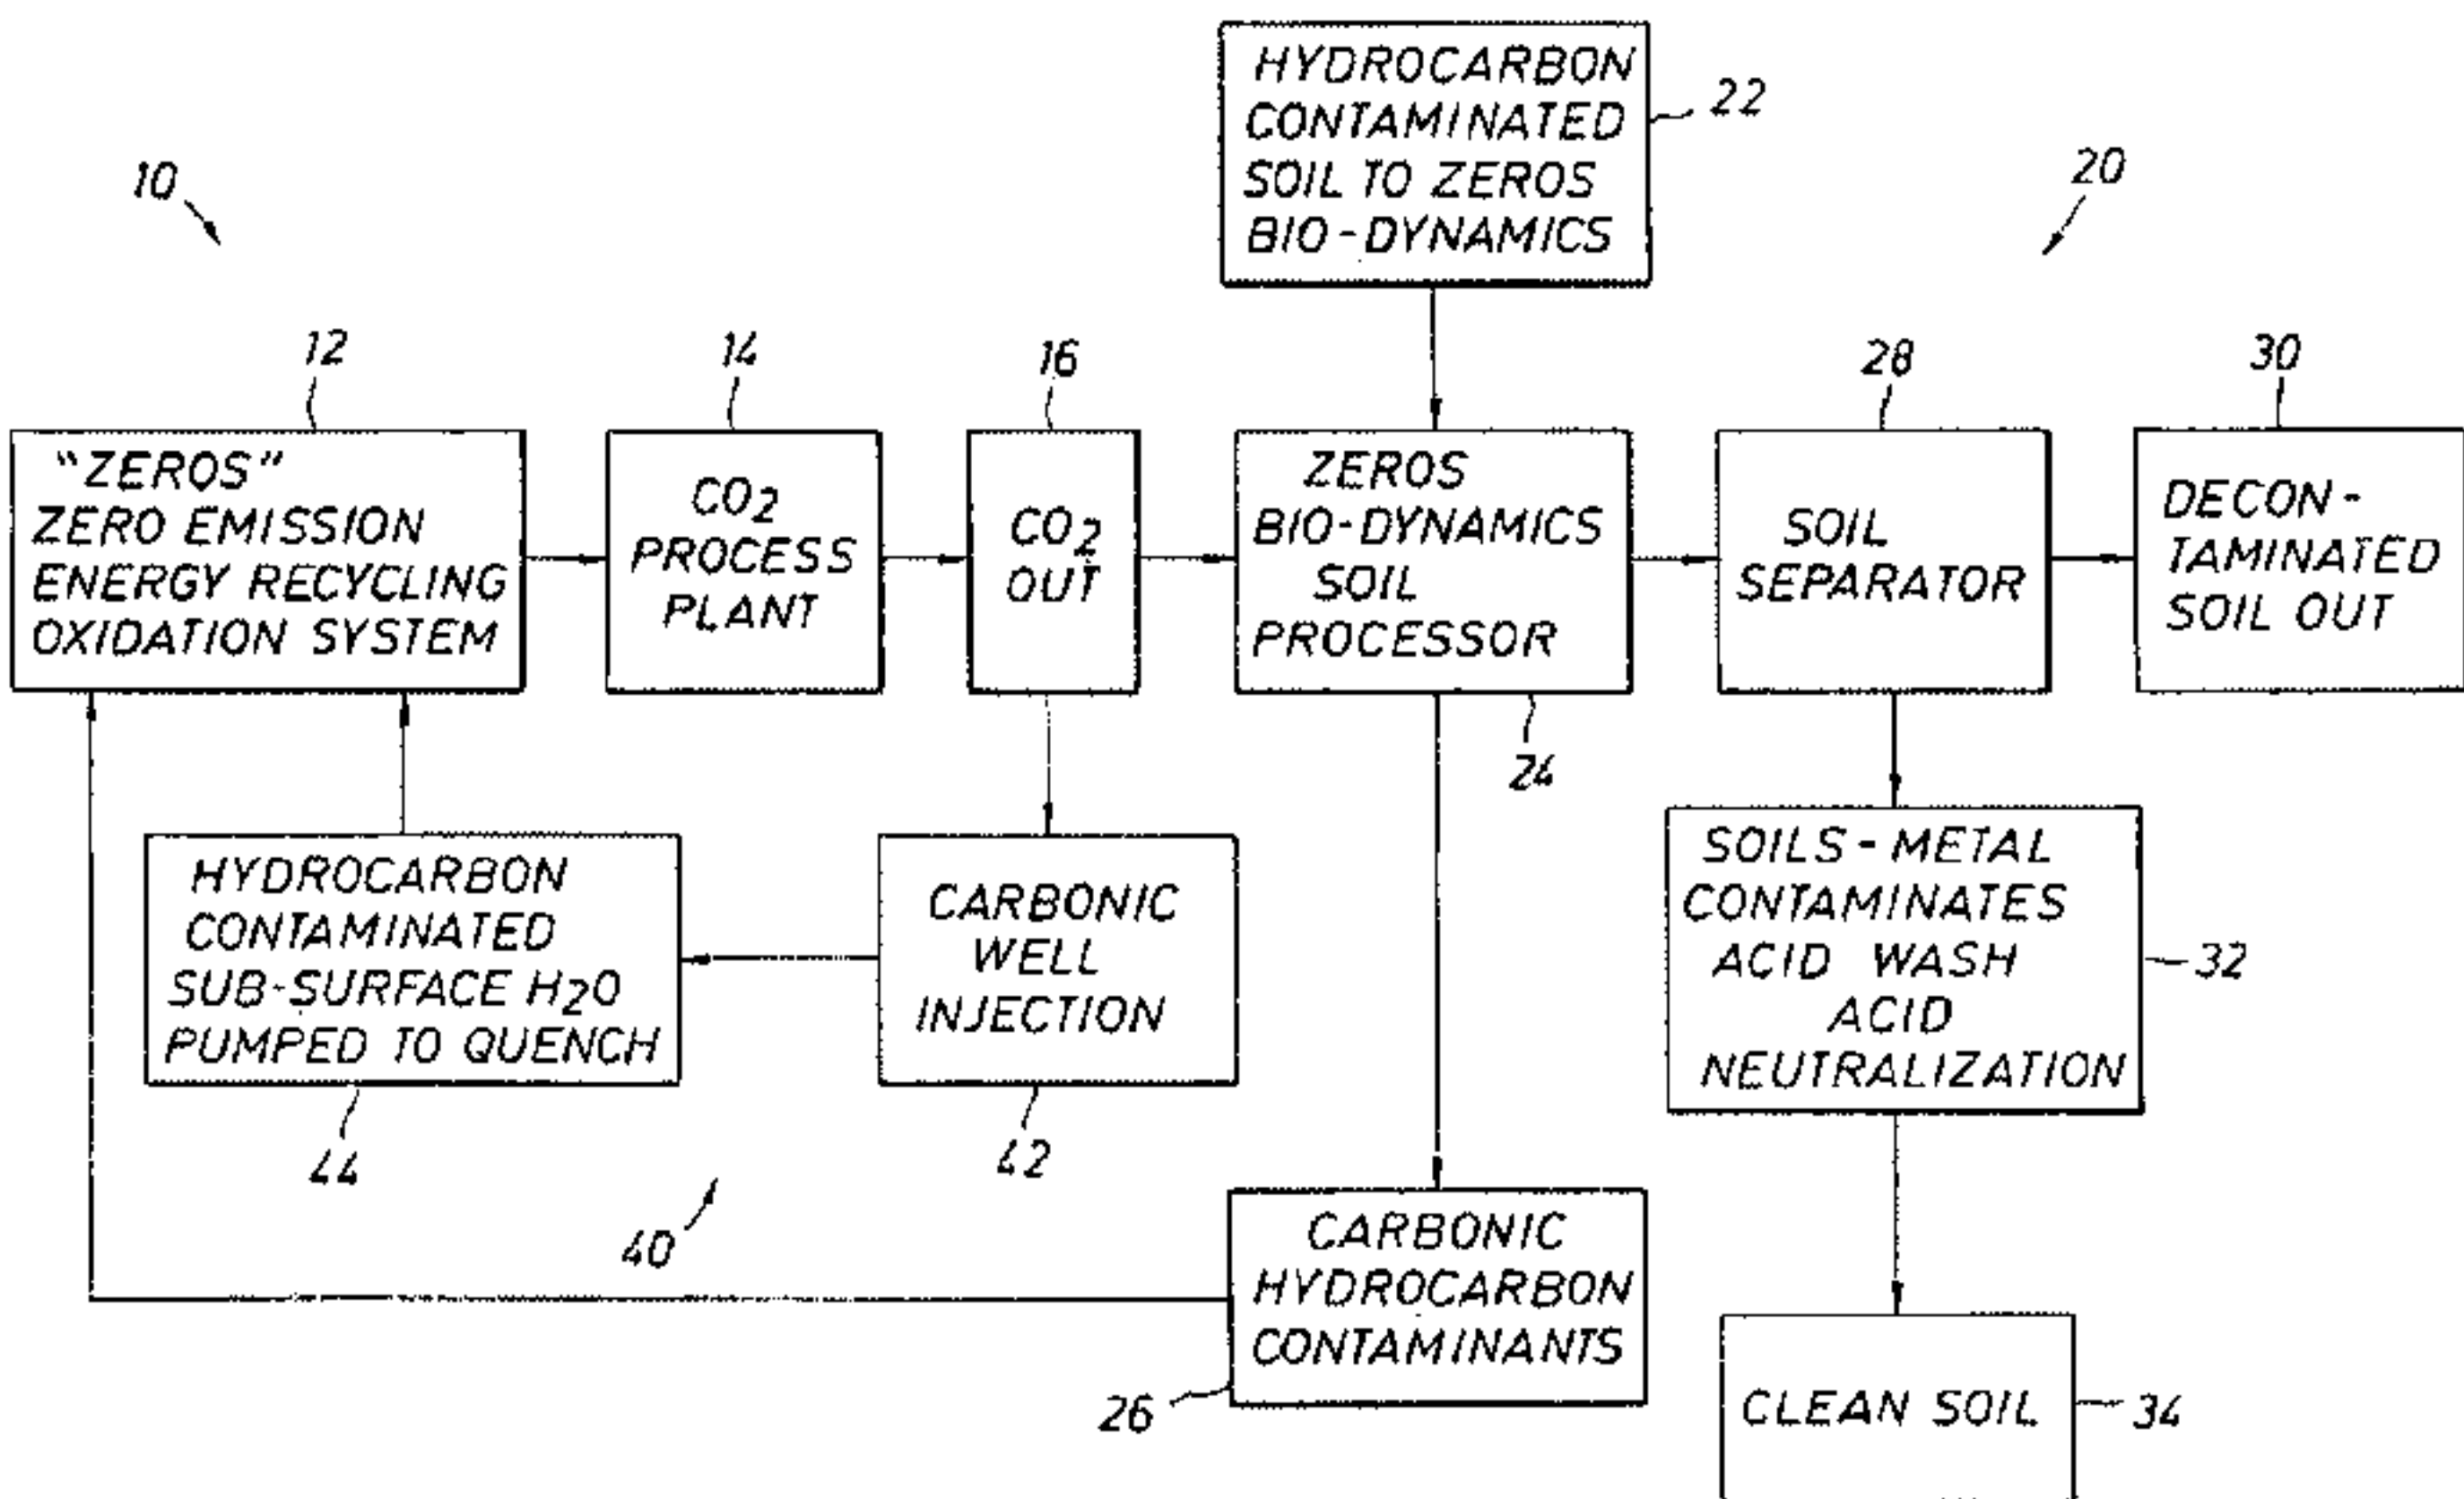 HYDROCARBON
CONTAMINATED
SOIL TO ZEROS
BIO-DYNAMICS
22
10
20
12
14
16
28
30
"ZEROS"
ZERO EMISSION
ENERGY RECYCLING
OXIDATION SYSTEM
CO2
PROCESS
PLANT
CO2
OUT
ZEROS
BIO-DYNAMICS
SOIL
PROCESSOR
24
SOIL
SEPARATOR
DECON-
TAMINATED
SOIL OUT
HYDROCARBON
CONTAMINATED
SUB-SURFACE H2O
PUMPED TO QUENCH
44
CARBONIC
WELL
INJECTION
42
SOILS-METAL
CONTAMINATES
ACID WASH
ACID
NEUTRALIZATION
32
40
CARBONIC
HYDROCARBON
CONTAMINANTS
26
CLEAN SOIL
34